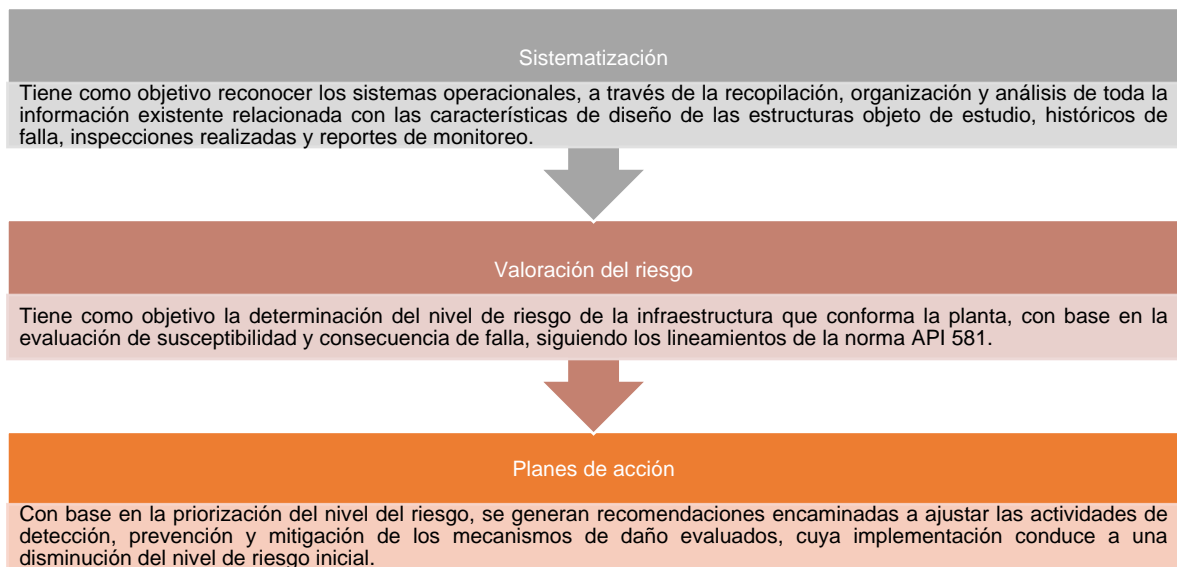 Sistematización
Tiene como objetivo reconocer los sistemas operacionales, a través de la recopilación, organización y análisis de toda la
información existente relacionada con las características de diseño de las estructuras objeto de estudio, históricos de
falla, inspecciones realizadas y reportes de monitoreo.
Valoración del riesgo
Tiene como objetivo la determinación del nivel de riesgo de la infraestructura que conforma la planta, con base en la
evaluación de susceptibilidad y consecuencia de falla, siguiendo los lineamientos de la norma API 581.
Planes de acción
Con base en la priorización del nivel del riesgo, se generan recomendaciones encaminadas a ajustar las actividades de
detección, prevención y mitigación de los mecanismos de daño evaluados, cuya implementación conduce a una
disminución del nivel de riesgo inicial.